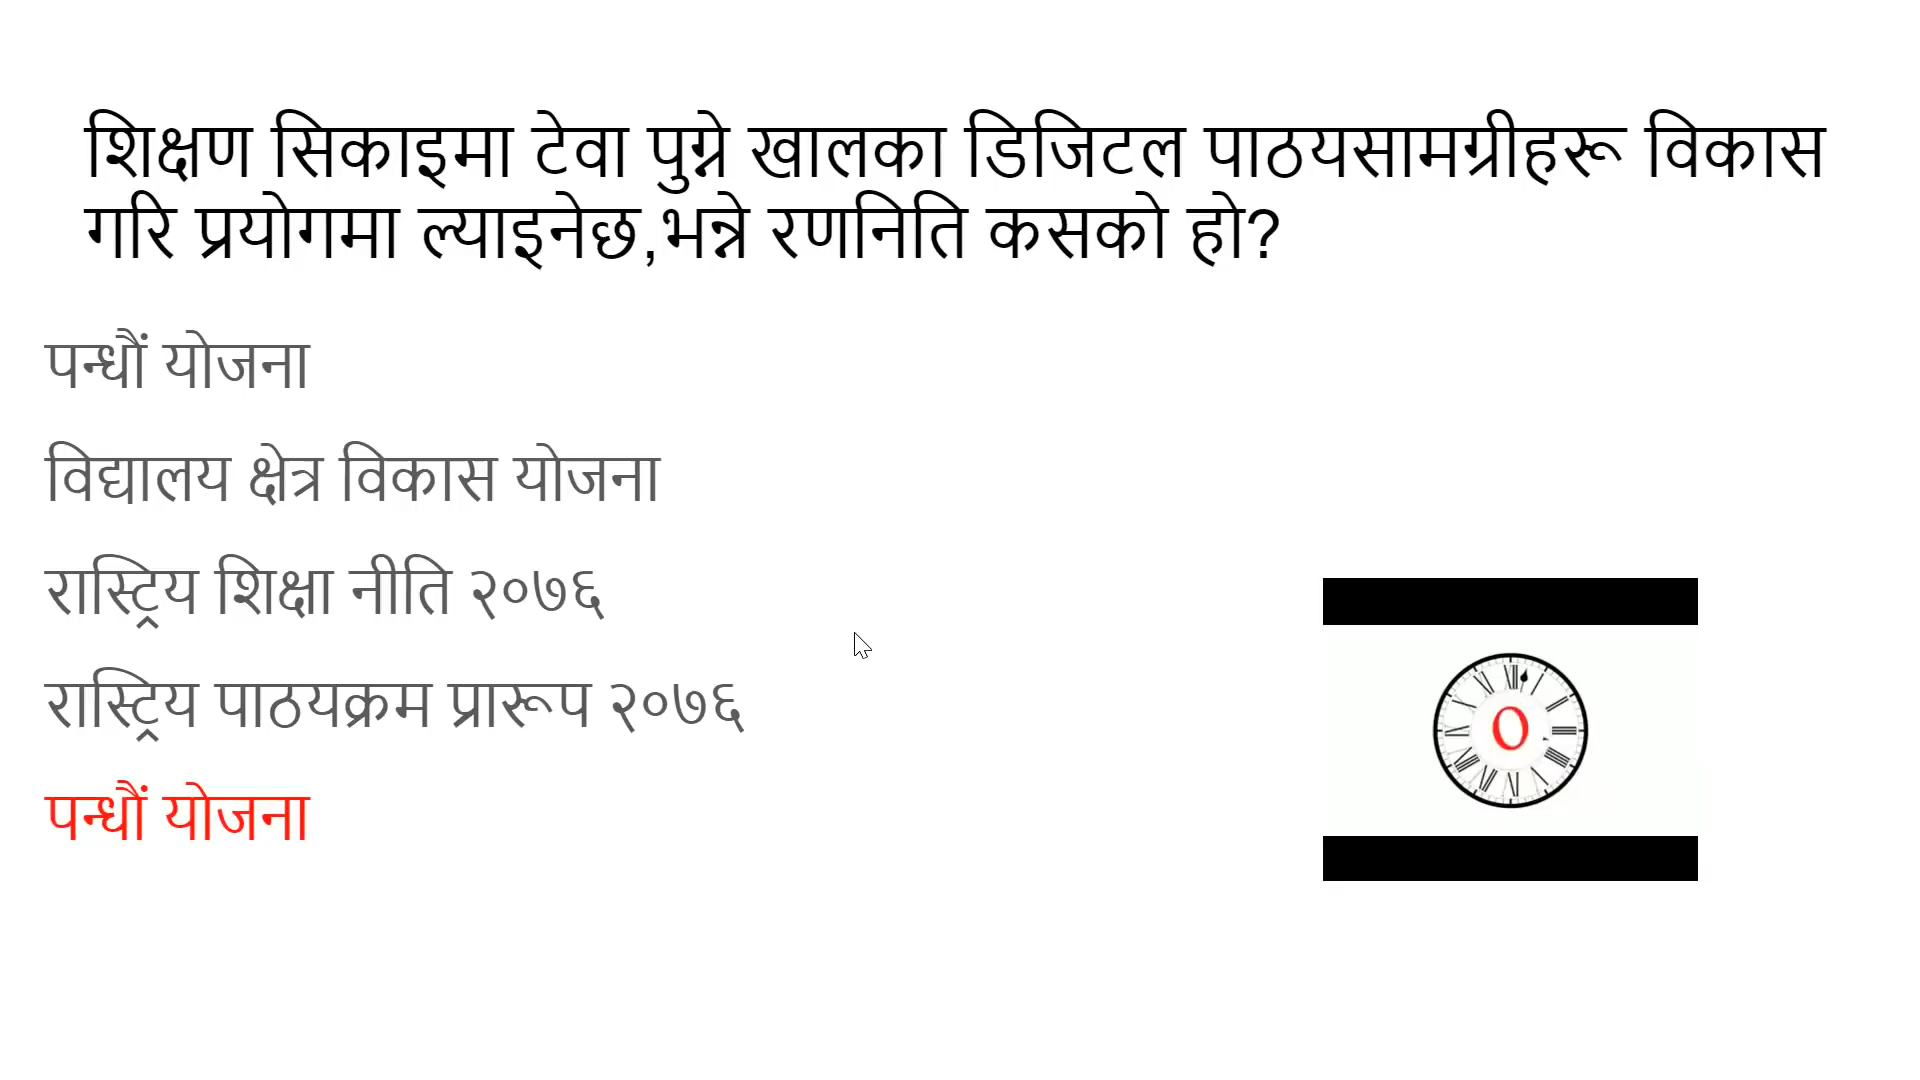 शिक्षण सिकाइमा टेवा पुग्ने खालका डिजिटल पाठयसामग्रीहरू विकास
गरि प्रयोगमा ल्याइनेछ,भन्ने रणनिति कसको हो?
पन्धौं योजना
विद्यालय क्षेत्र विकास योजना
रास्ट्रिय शिक्षा नीति २०७६
रास्ट्रिय पाठयक्रम प्रारूप २०७६
पन्धौं योजना
0